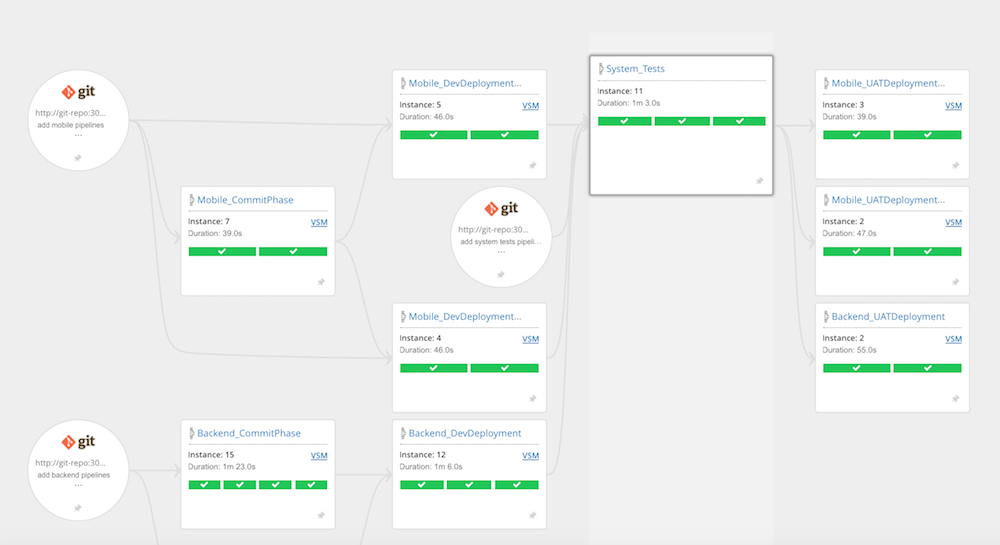 git
http://git-repo:30...
add mobile pipelines
...
Mobile_CommitPhase
Instance: 7
VSM
Duration: 39.0s
Mobile_DevDeployment...
Instance: 5
VSM
Duration: 46.0s
git
http://git-repo:30...
add system tests pipeli...
...
Mobile_DevDeployment...
Instance: 4
VSM
Duration: 46.0s
System_Tests
Instance: 11
Duration: 1m 3.0s
Mobile_UATDeployment...
Instance: 3
VSM
Duration: 39.0s
Mobile_UATDeployment...
Instance: 2
VSM
Duration: 47.0s
Backend_UATDeployment
Instance: 2
VSM
Duration: 55.0s
git
http://git-repo:30...
add backend pipelines
...
Backend_CommitPhase
Instance: 15
VSM
Duration: 1m 23.0s
Backend_DevDeployment
Instance: 12
VSM
Duration: 1m 6.0s